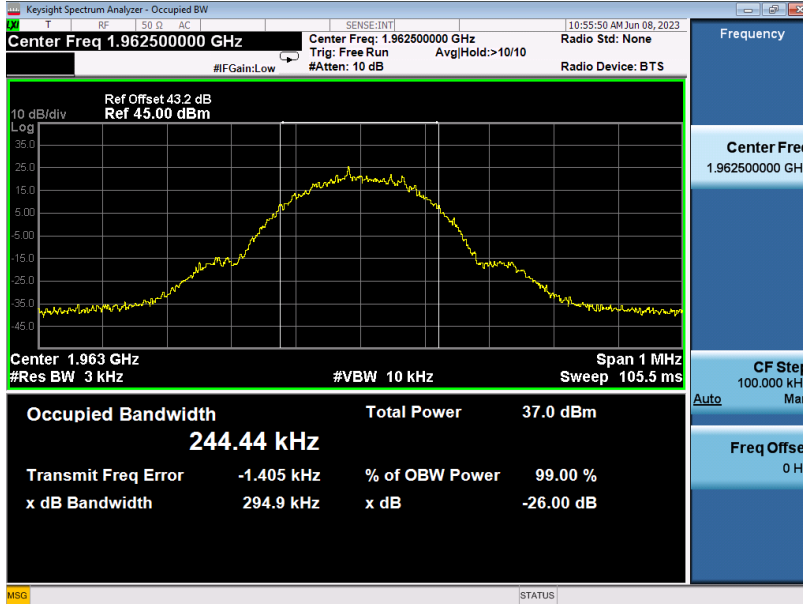 Keysight Spectrum Analyzer - Occupied BW
LXI T RF 50 Ω AC SENSE:INT 10:55:50 AM Jun 08, 2023
Center Freq 1.962500000 GHz
Center Freq: 1.962500000 GHz
Radio Std: None
Trig: Free Run
Avg|Hold:>10/10
#IFGain:Low
#Atten: 10 dB
Radio Device: BTS
Ref Offset 43.2 dB
10 dB/div
Ref 45.00 dBm
Log
35.0
25.0
15.0
5.00
-5.00
-15.0
-25.0
-35.0
-45.0
Center 1.963 GHz
Span 1 MHz
#Res BW 3 kHz
#VBW 10 kHz
Sweep 105.5 ms
Occupied Bandwidth
Total Power 37.0 dBm
244.44 kHz
Transmit Freq Error -1.405 kHz
% of OBW Power 99.00 %
x dB Bandwidth 294.9 kHz
x dB -26.00 dB
MSG
STATUS
Frequency
Center Fre
1.962500000 GH
CF Step
100.000 kH
Auto Ma
Freq Offse
0 H